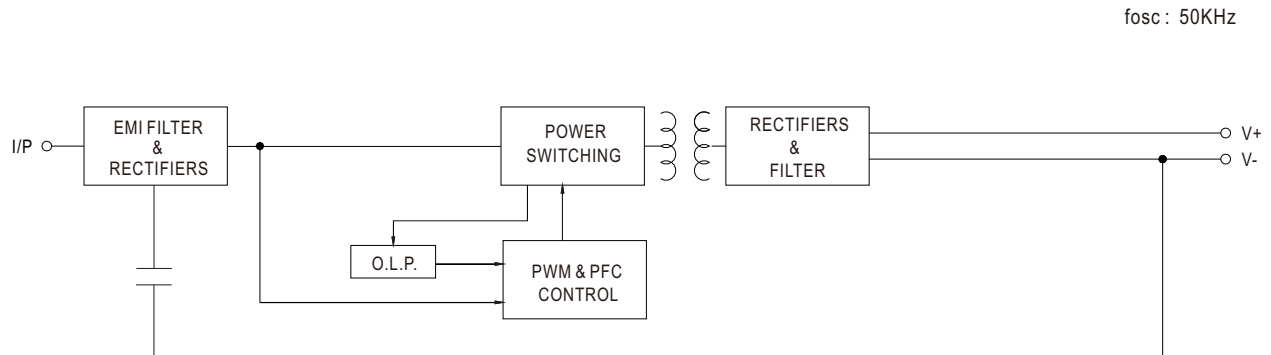 fosc : 50KHz
I/P
EMI FILTER
&
RECTIFIERS
POWER
SWITCHING
RECTIFIERS
&
FILTER
V+
V-
O.L.P.
PWM & PFC
CONTROL